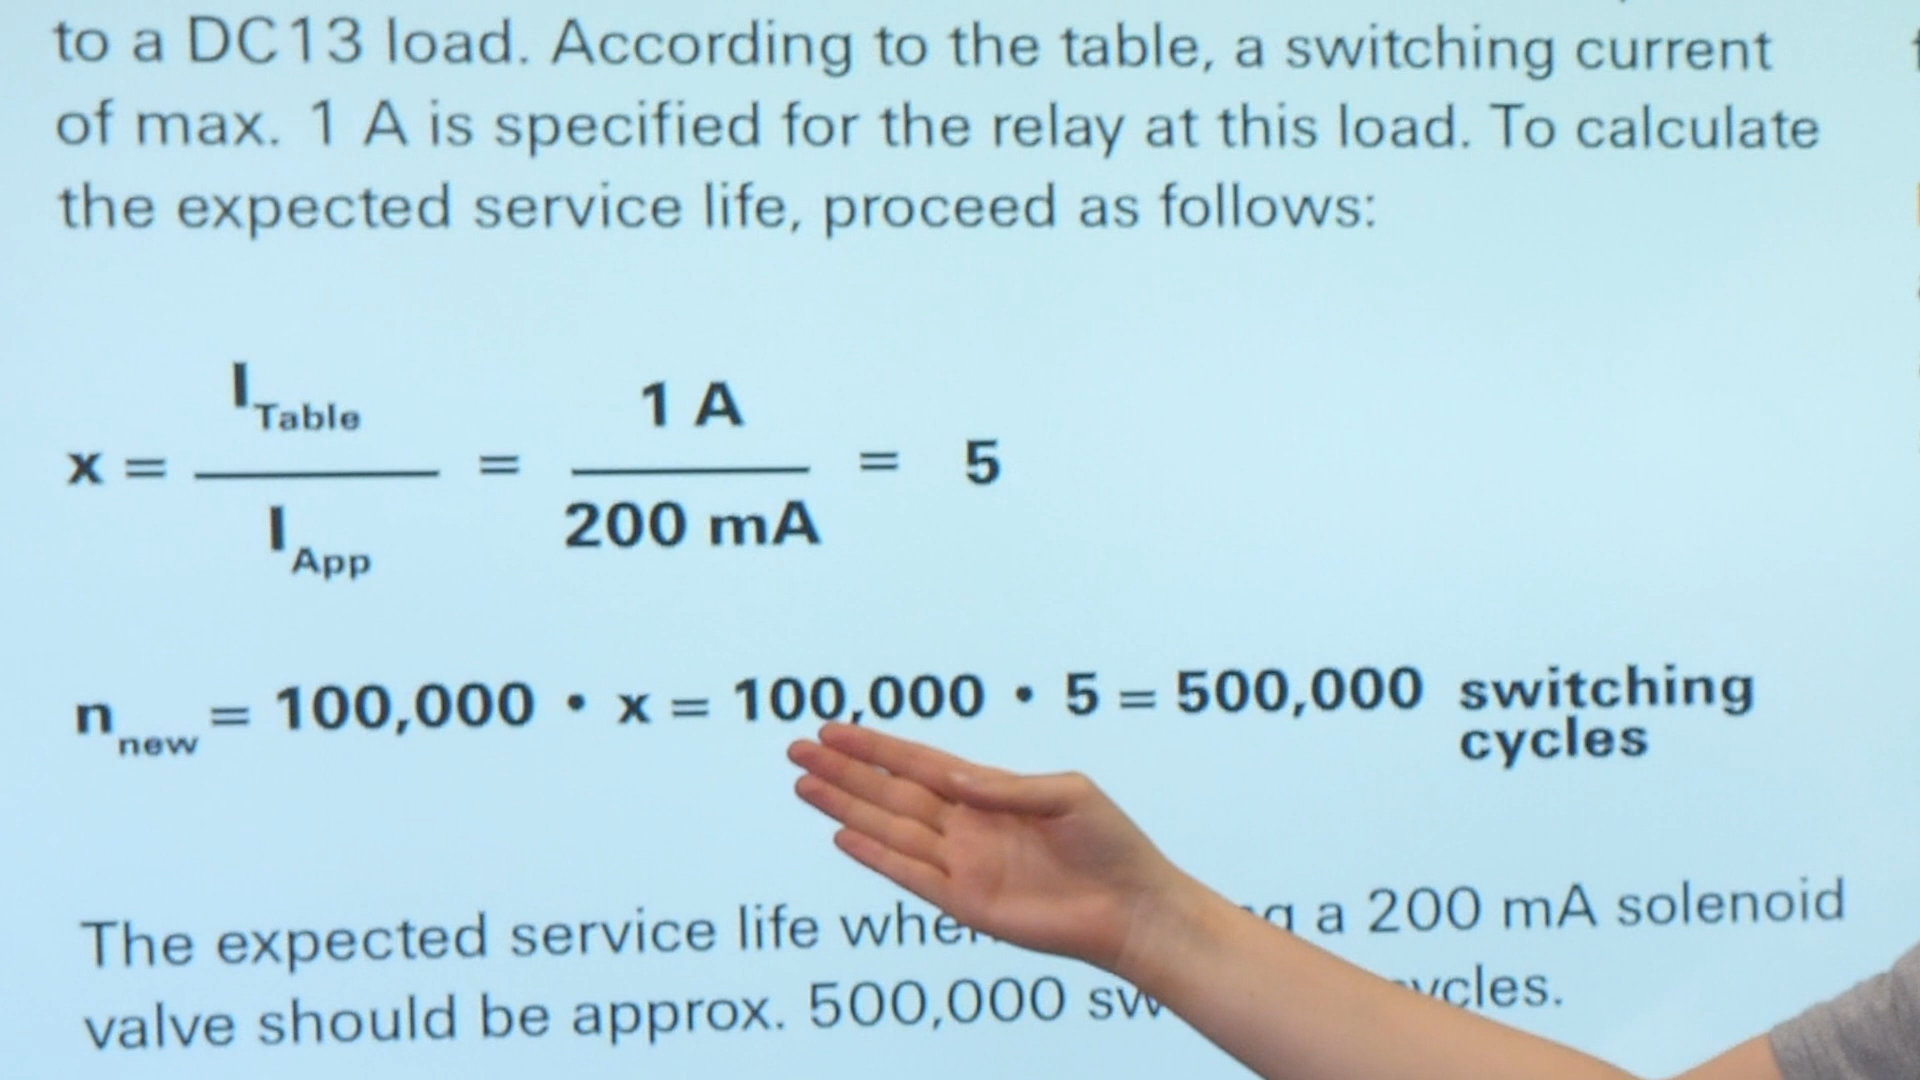 to a DC13 load. According to the table, a switching current
of max. 1 A is specified for the relay at this load. To calculate
the expected service life, proceed as follows:
x = I Table / I App = 1 A / 200 mA = 5
n new = 100,000 • x = 100,000 • 5 = 500,000 switching
cycles
The expected service life a 200 mA solenoid
valve should be approx. 500,000